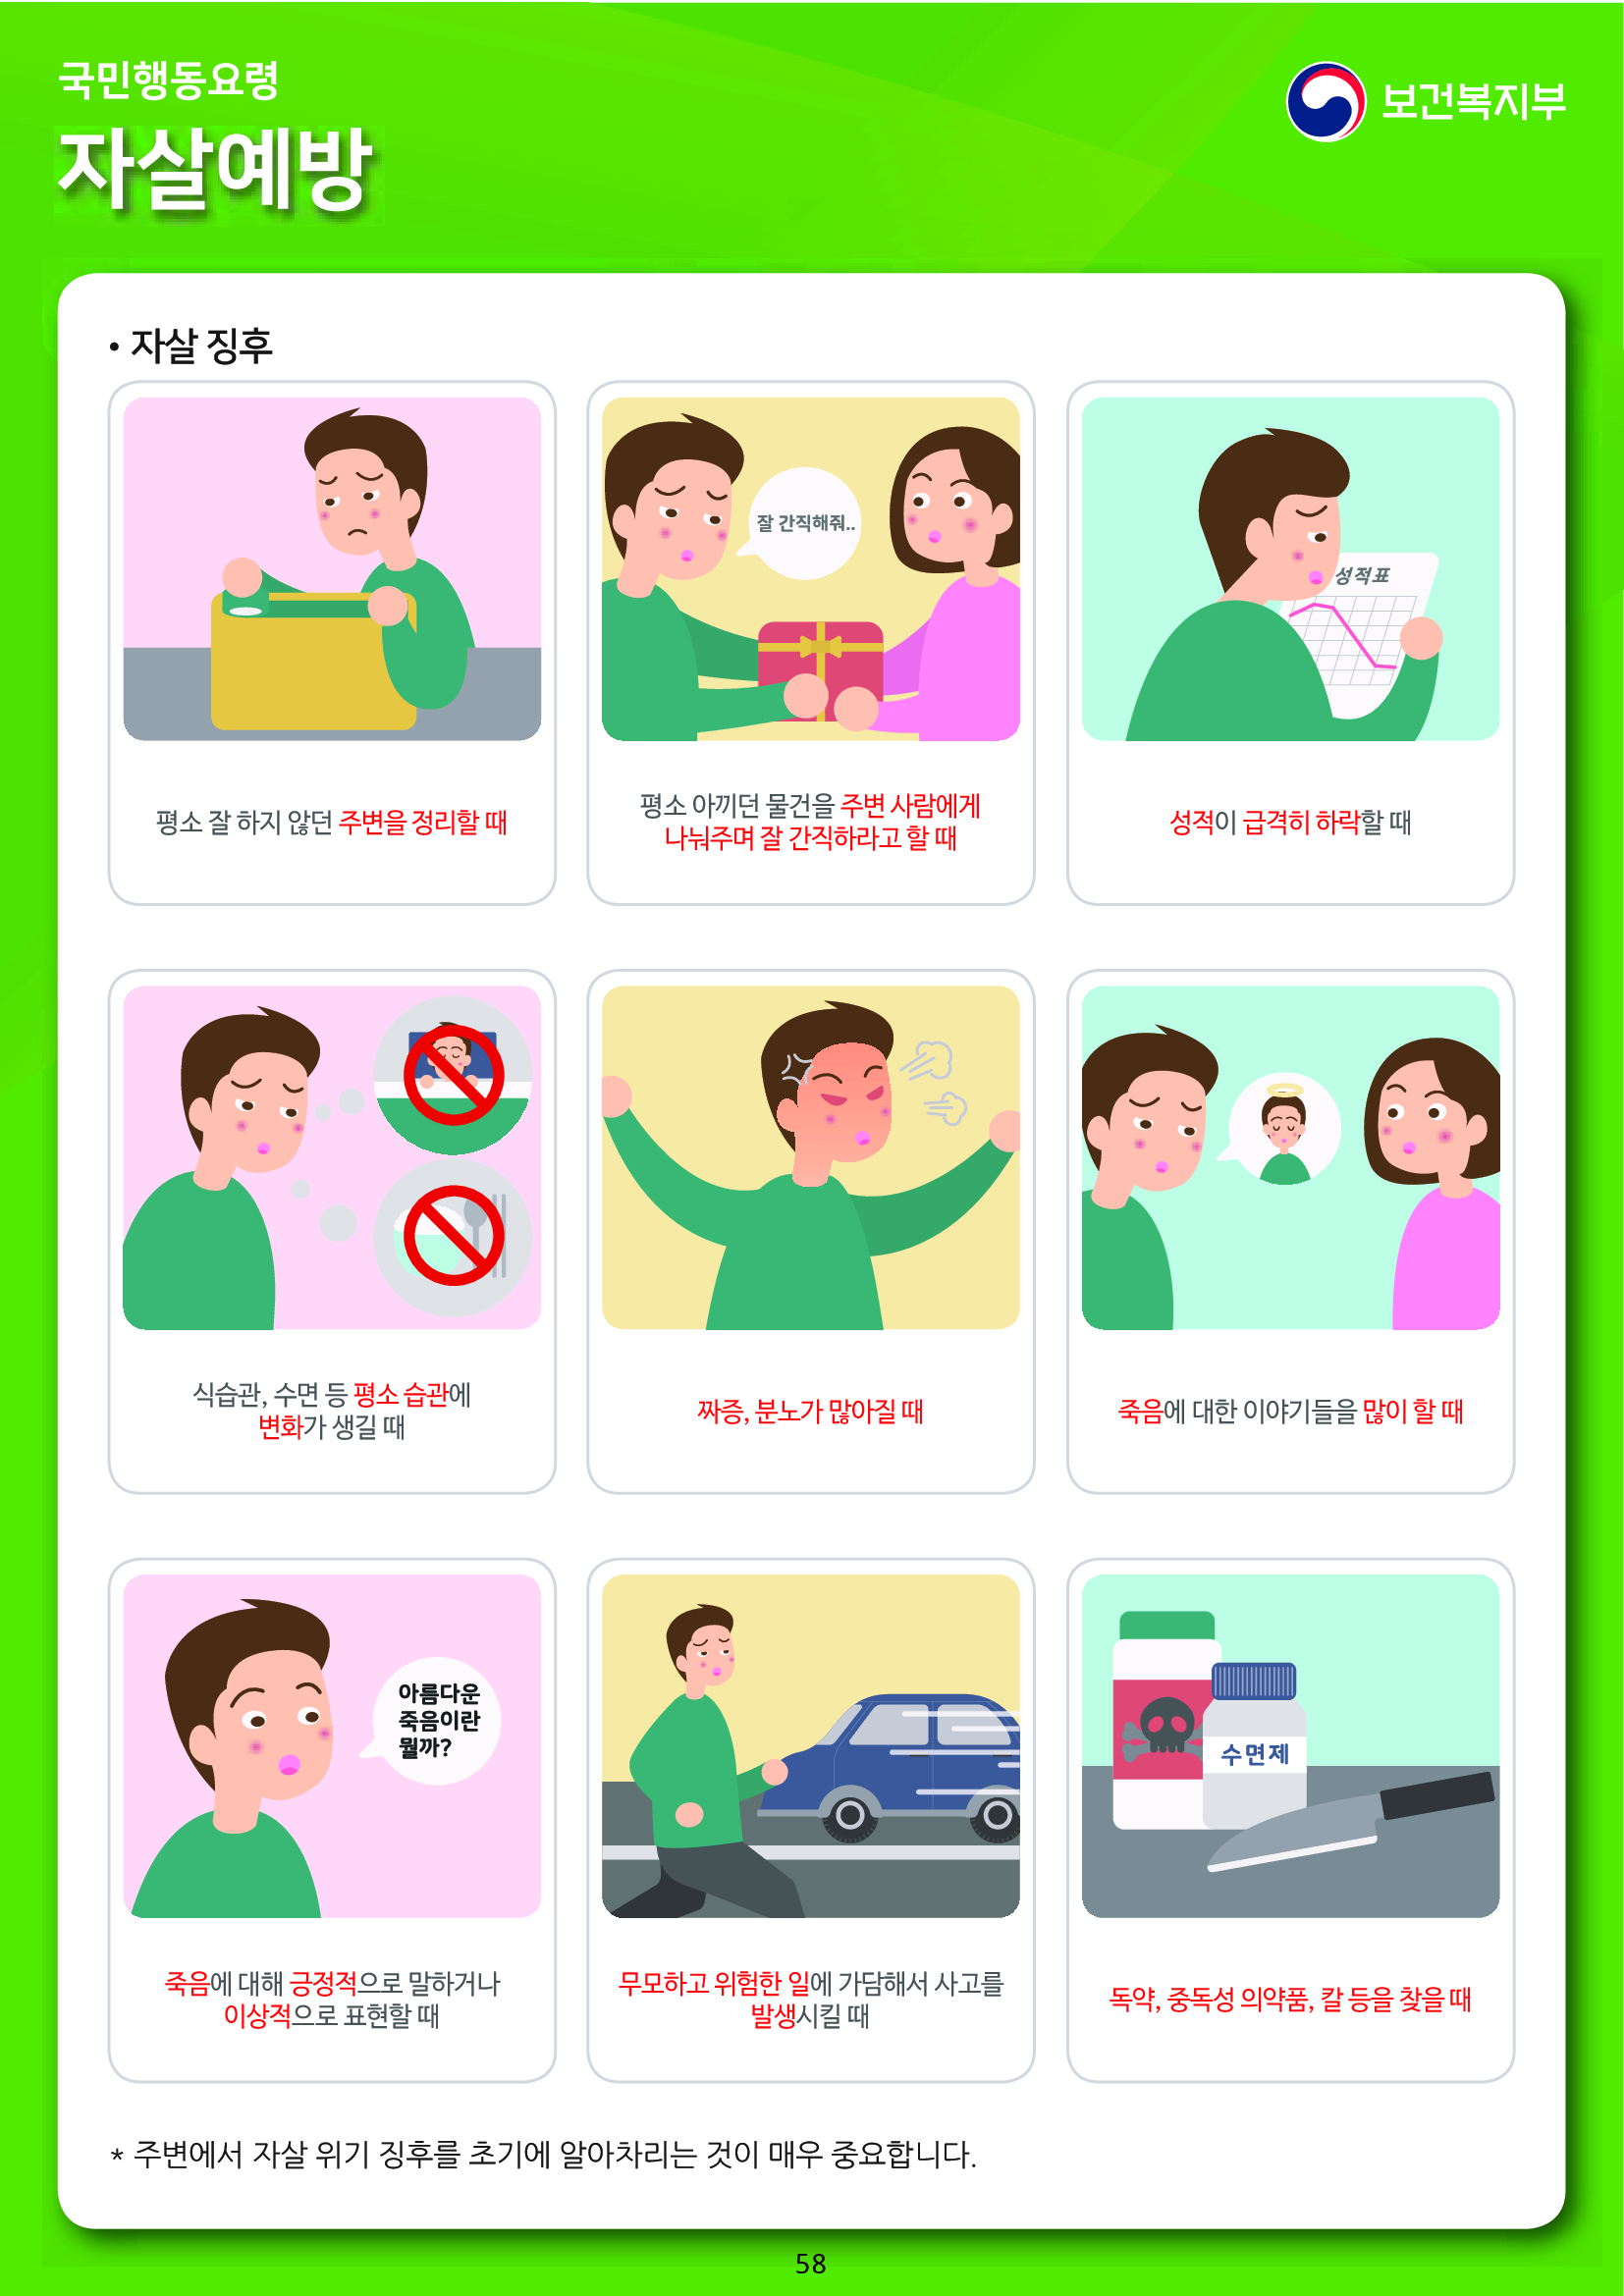 국민행동요령
자살예방
보건복지부
• 자살 징후
잘 간직해줘..
성적표
평소 잘 하지 않던 주변을 정리할 때
평소 아끼던 물건을 주변 사람에게
나눠주며 잘 간직하라고 할 때
성적이 급격히 하락할 때
식습관, 수면 등 평소 습관에
변화가 생길 때
짜증, 분노가 많아질 때
죽음에 대한 이야기들을 많이 할 때
아름다운
죽음이란
뭘까?
수면제
죽음에 대해 긍정적으로 말하거나
이상적으로 표현할 때
무모하고 위험한 일에 가담해서 사고를
발생시킬 때
독약, 중독성 의약품, 칼 등을 찾을 때
* 주변에서 자살 위기 징후를 초기에 알아차리는 것이 매우 중요합니다.
58